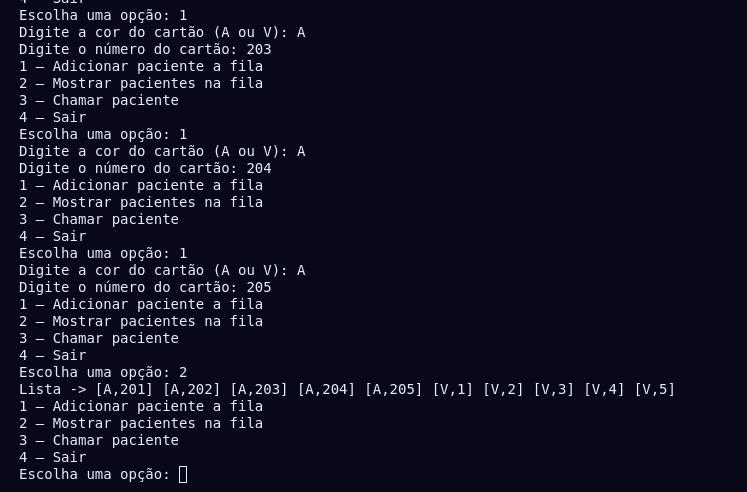 4 – Sair
Escolha uma opção: 1
Digite a cor do cartão (A ou V): A
Digite o número do cartão: 203
1 – Adicionar paciente a fila
2 – Mostrar pacientes na fila
3 – Chamar paciente
4 – Sair
Escolha uma opção: 1
Digite a cor do cartão (A ou V): A
Digite o número do cartão: 204
1 – Adicionar paciente a fila
2 – Mostrar pacientes na fila
3 – Chamar paciente
4 – Sair
Escolha uma opção: 1
Digite a cor do cartão (A ou V): A
Digite o número do cartão: 205
1 – Adicionar paciente a fila
2 – Mostrar pacientes na fila
3 – Chamar paciente
4 – Sair
Escolha uma opção: 2
Lista -> [A,201] [A,202] [A,203] [A,204] [A,205] [V,1] [V,2] [V,3] [V,4] [V,5]
1 – Adicionar paciente a fila
2 – Mostrar pacientes na fila
3 – Chamar paciente
4 – Sair
Escolha uma opção: